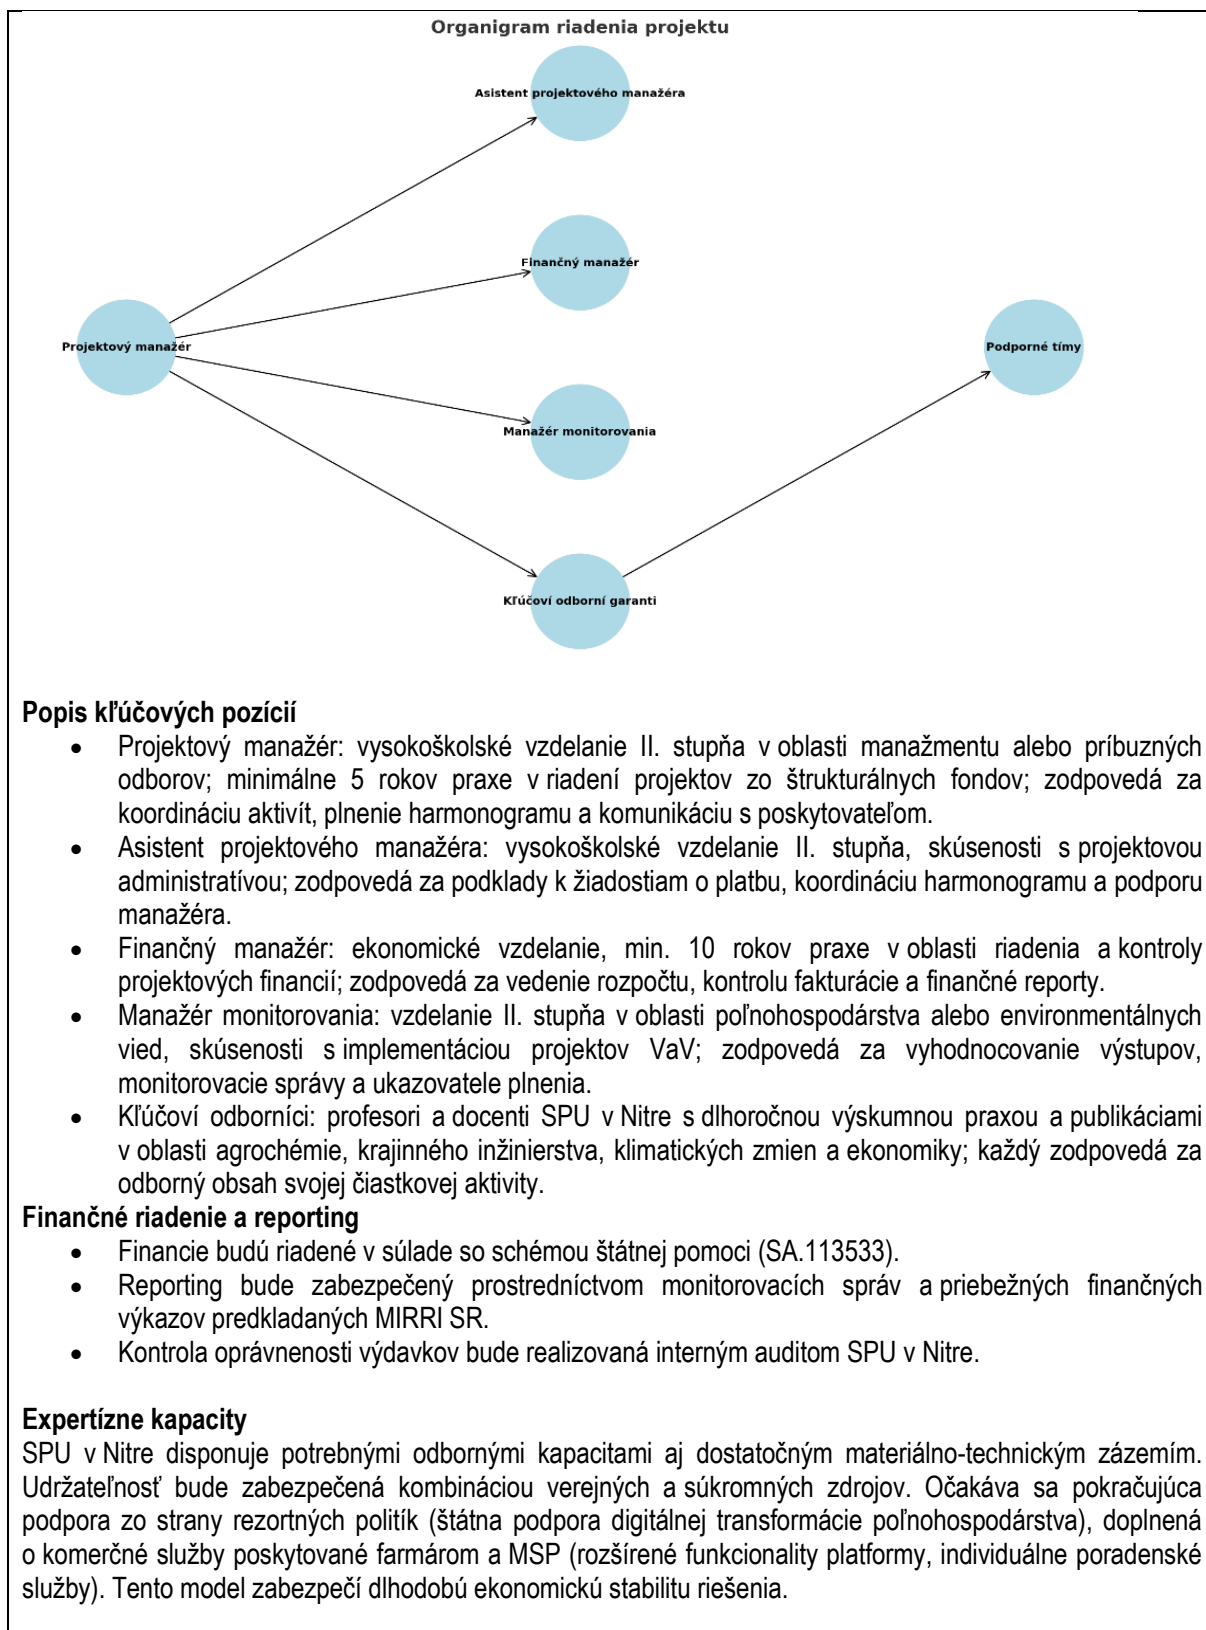 Organigram riadenia projektu
Asistent projektového manažéra
Finančný manažér
Projektový manažér
Podporné tímy
Manažér monitorovania
Kľúčoví odborní garanti
Popis kľúčových pozícií
• Projektový manažér: vysokoškolské vzdelanie II. stupňa v oblasti manažmentu alebo príbuzných
odborov; minimálne 5 rokov praxe v riadení projektov zo štrukturálnych fondov; zodpovedá za
koordináciu aktivít, plnenie harmonogramu a komunikáciu s poskytovateľom.
• Asistent projektového manažéra: vysokoškolské vzdelanie II. stupňa, skúsenosti s projektovou
administratívou; zodpovedá za podklady k žiadostiam o platbu, koordináciu harmonogramu a podporu
manažéra.
• Finančný manažér: ekonomické vzdelanie, min. 10 rokov praxe v oblasti riadenia a kontroly
projektových financií; zodpovedá za vedenie rozpočtu, kontrolu fakturácie a finančné reporty.
• Manažér monitorovania: vzdelanie II. stupňa v oblasti poľnohospodárstva alebo environmentálnych
vied, skúsenosti s implementáciou projektov VaV; zodpovedá za vyhodnocovanie výstupov,
monitorovacie správy a ukazovatele plnenia.
• Kľúčoví odborníci: profesori a docenti SPU v Nitre s dlhoročnou výskumnou praxou a publikáciami
v oblasti agrochémie, krajinného inžinierstva, klimatických zmien a ekonomiky; každý zodpovedá za
odborný obsah svojej čiastkovej aktivity.
Finančné riadenie a reporting
• Financie budú riadené v súlade so schémou štátnej pomoci (SA.113533).
• Reporting bude zabezpečený prostredníctvom monitorovacích správ a priebežných finančných
výkazov predkladaných MIRRI SR.
• Kontrola oprávnenosti výdavkov bude realizovaná interným auditom SPU v Nitre.
Expertízne kapacity
SPU v Nitre disponuje potrebnými odbornými kapacitami aj dostatočným materiálno-technickým zázemím.
Udržateľnosť bude zabezpečená kombináciou verejných a súkromných zdrojov. Očakáva sa pokračujúca
podpora zo strany rezortných politík (štátna podpora digitálnej transformácie poľnohospodárstva), doplnená
o komerčné služby poskytované farmárom a MSP (rozšírené funkcionality platformy, individuálne poradenské
služby). Tento model zabezpečí dlhodobú ekonomickú stabilitu riešenia.